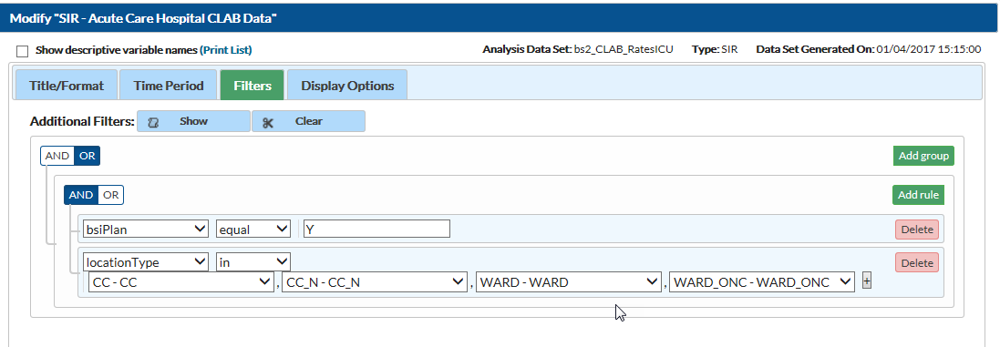 Modify "SIR - Acute Care Hospital CLAB Data"
Show descriptive variable names (Print List) Analysis Data Set: bs2_CLAB_RatesICU Type: SIR Data Set Generated On: 01/04/2017 15:15:00
Title/Format Time Period Filters Display Options
Additional Filters: Show Clear
AND OR Add group
AND OR Add rule
bsiPlan equal Y Delete
locationType in Delete
CC - CC , CC_N - CC_N , WARD - WARD , WARD_ONC - WARD_ONC +